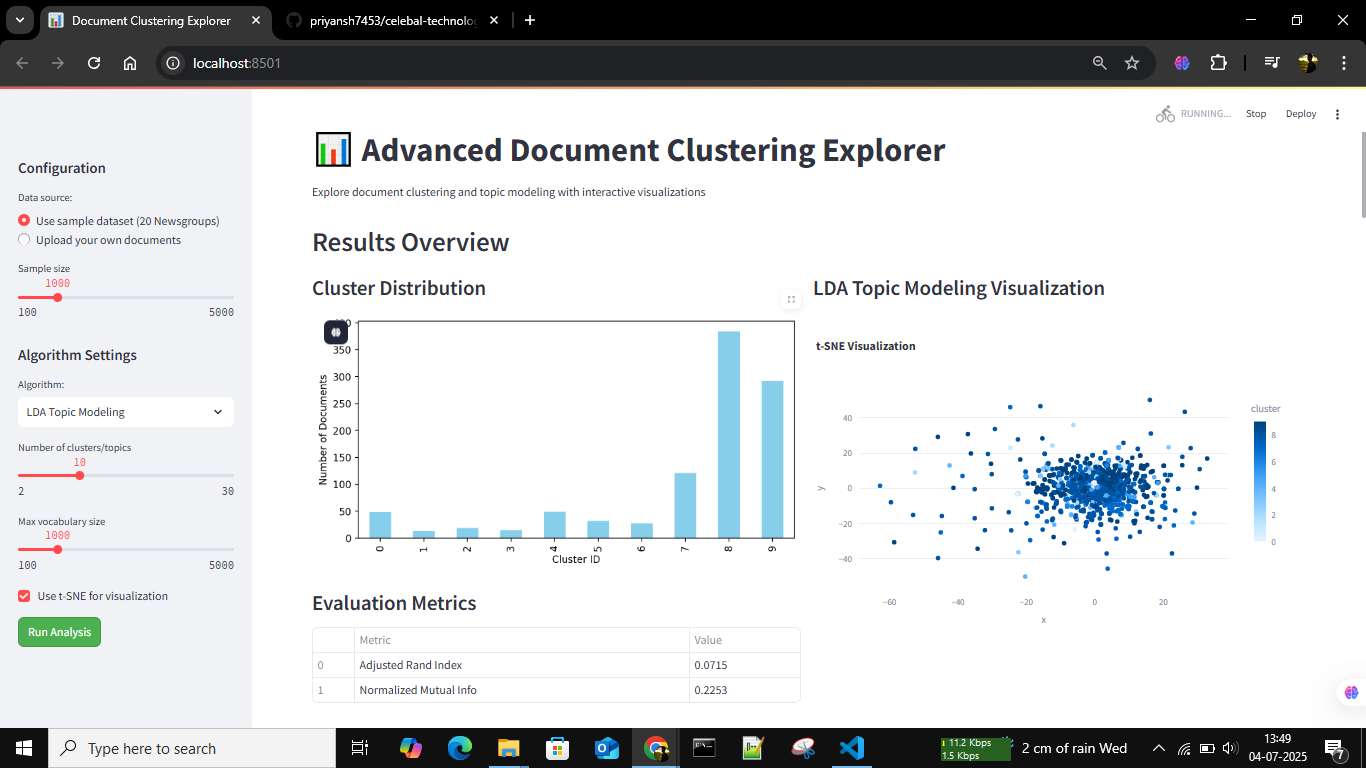 Document Clustering Explorer
priyansh7453/celebal-technolo
localhost:8501
RUNNING...
Stop
Deploy
Configuration
Data source:
Use sample dataset (20 Newsgroups)
Upload your own documents
Sample size
1000
100
5000
Algorithm Settings
Algorithm:
LDA Topic Modeling
Number of clusters/topics
10
2
30
Max vocabulary size
1000
100
5000
Use t-SNE for visualization
Run Analysis
Advanced Document Clustering Explorer
Explore document clustering and topic modeling with interactive visualizations
Results Overview
Cluster Distribution
350
300
250
200
150
100
50
0
Number of Documents
0 1 2 3 4 5 6 7 8 9
Cluster ID
LDA Topic Modeling Visualization
t-SNE Visualization
40
20
0
−20
−40
y
−60 −40 −20 0 20
x
cluster
8
6
4
2
0
Evaluation Metrics
Metric Value
0 Adjusted Rand Index 0.0715
1 Normalized Mutual Info 0.2253
Type here to search
11.2 Kbps
1.5 Kbps
2 cm of rain Wed
13:49
04-07-2025
7